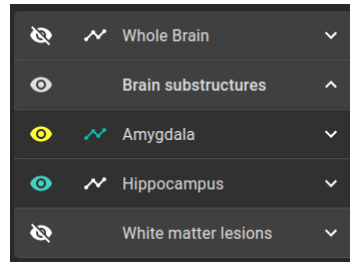 Whole Brain
Brain substructures
Amygdala
Hippocampus
White matter lesions